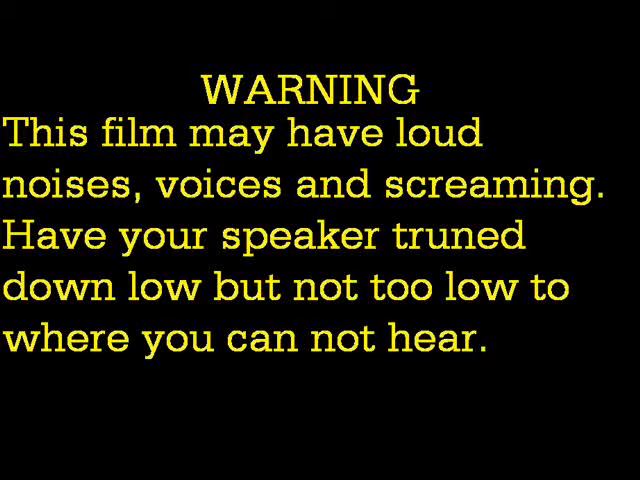 WARNING
This film may have loud
noises, voices and screaming.
Have your speaker truned
down low but not too low to
where you can not hear.